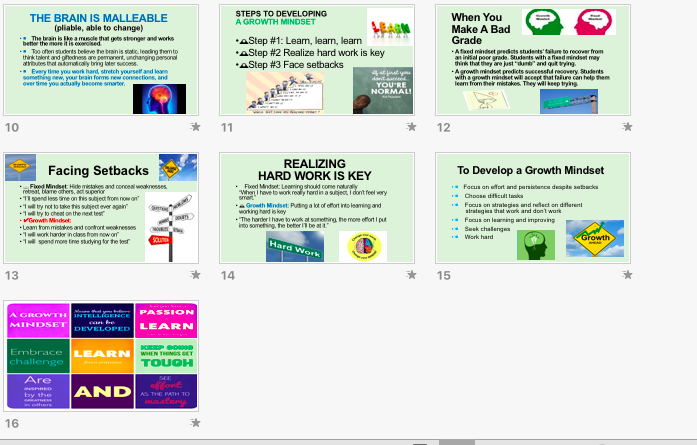 THE BRAIN IS MALLEABLE
(pliable, able to change)
The brain is like a muscle that gets stronger and works
better the more it is exercised.
Too often students believe the brain is static, leading them to
think talent and giftedness are permanent, unchanging personal
attributes that automatically bring later success.
Every time you work hard, stretch yourself and learn
something new, your brain forms new connections, and
over time you actually become smarter.
10
STEPS TO DEVELOPING
A GROWTH MINDSET
LEARN
Step #1: Learn, learn, learn
Step #2 Realize hard work is key
Step #3 Face setbacks
If at first
you don't
succeed...
YOU'RE
NORMAL!
11
When You
Make A Bad
Grade
A fixed mindset predicts students' failure to recover from
an initial poor grade. Students with a fixed mindset may
think that they are just "dumb" and quit trying.
A growth mindset predicts successful recovery. Students
with a growth mindset will accept that failure can help them
learn from their mistakes. They will keep trying.
12
Facing Setbacks
Fixed Mindset: Hide mistakes and conceal weaknesses,
retreat, blame others, act superior
"I'll spend less time on this subject from now on"
"I will try not to take this subject ever again"
"I will try to cheat on the next test"
Growth Mindset:
Learn from mistakes and confront weaknesses
"I will work harder in class from now on"
"I will spend more time studying for the test"
SOLUTION
13
REALIZING
HARD WORK IS KEY
Fixed Mindset: Learning should come naturally
"When I have to work really hard in a subject, I don't feel very
smart."
Growth Mindset: Putting a lot of effort into learning and
working hard is key
"The harder I have to work at something, the more effort I put
into something, the better I'll be at it."
Hard Work
14
To Develop a Growth Mindset
Focus on effort and persistence despite setbacks
Choose difficult tasks
Focus on strategies and reflect on different
strategies that work and don't work
Focus on learning and improving
Seek challenges
Work hard
Growth
AHEAD
15
A GROWTH
MINDSET
Means that you believe
INTELLIGENCE
can be
DEVELOPED
PASSION
LEARN
Embrace
challenge
LEARN
KEEP GOING
WHEN THINGS GET
TOUGH
Are
INSPIRED
by the
GREATNESS
in others
AND
SEE
effort
AS THE PATH TO
mastery
16